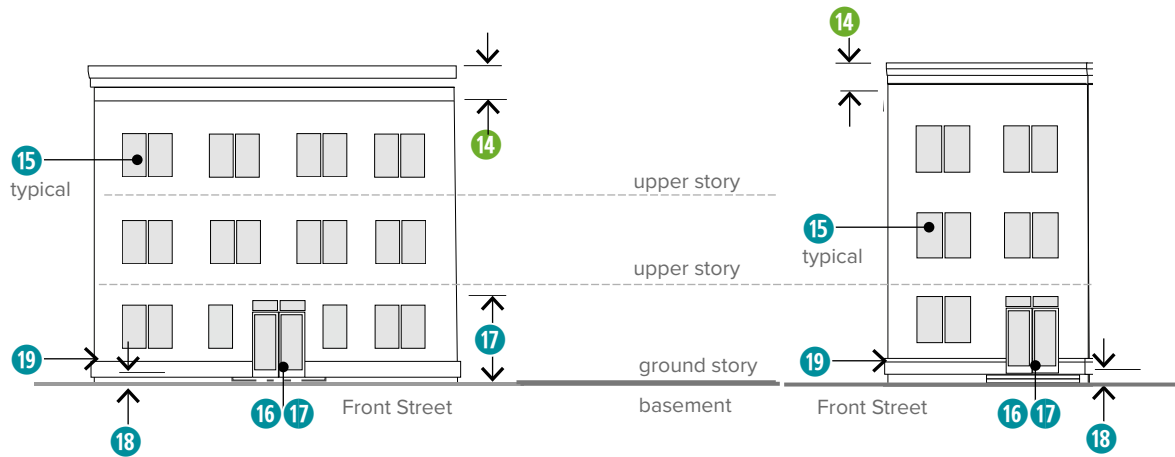 14
14
15
typical
upper story
15
typical
upper story
17
19
ground story
19
16 17
Front Street
basement
Front Street
16 17
18
18